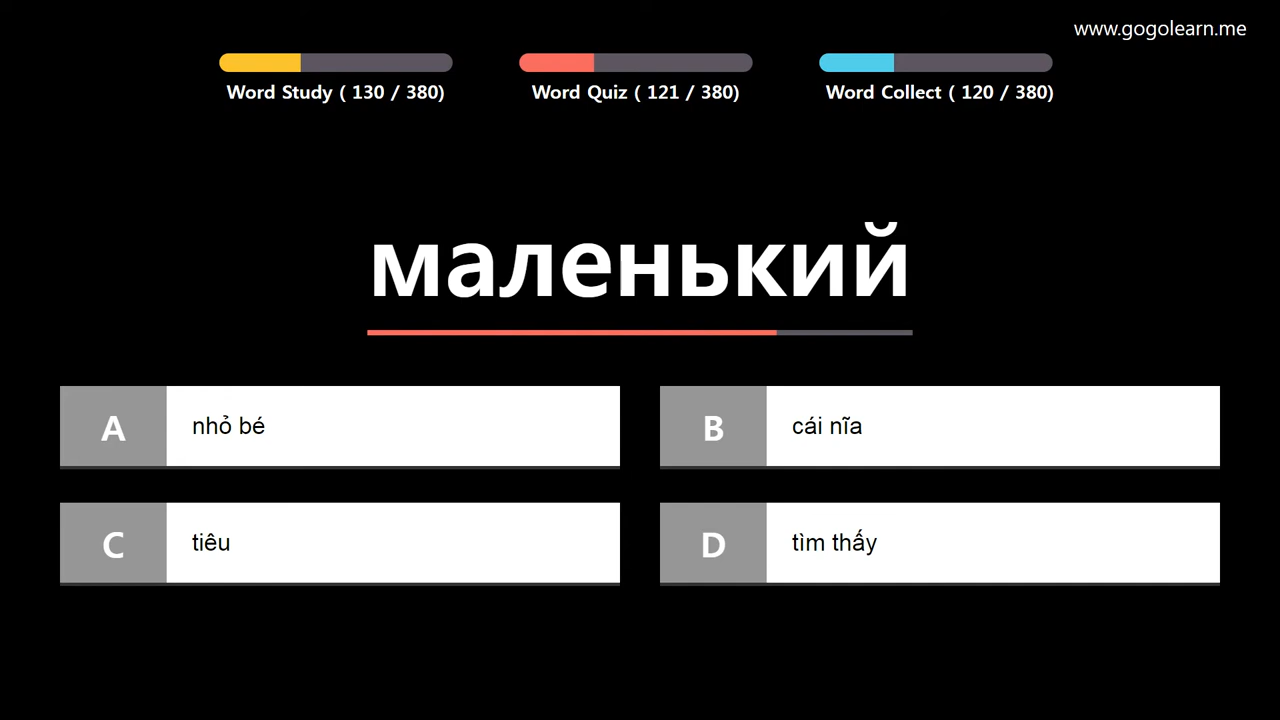 www.gogolearn.me
Word Study ( 130 / 380)
Word Quiz ( 121 / 380)
Word Collect ( 120 / 380)
маленький
A nhỏ bé
B cái nĩa
C tiêu
D tìm thấy